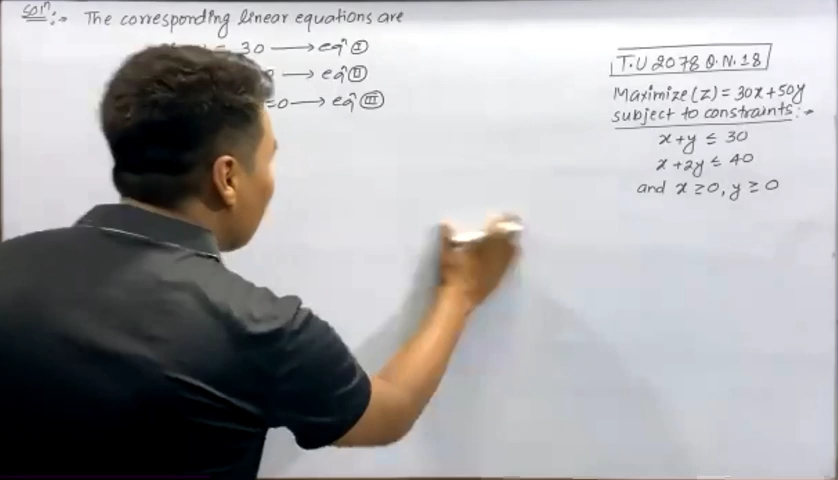 Solⁿ:→ The corresponding linear equations are
= 30 ⟶ eqⁿ Ⓘ
⟶ eqⁿ Ⓘⓘ
=0 ⟶ eqⁿ Ⓘⓘⓘ
T.U 2078 Q.N.18
Maximize(z) = 30x+50y
subject to constraints:→
x+y ≤ 30
x+2y ≤ 40
and x ≥0, y ≥ 0